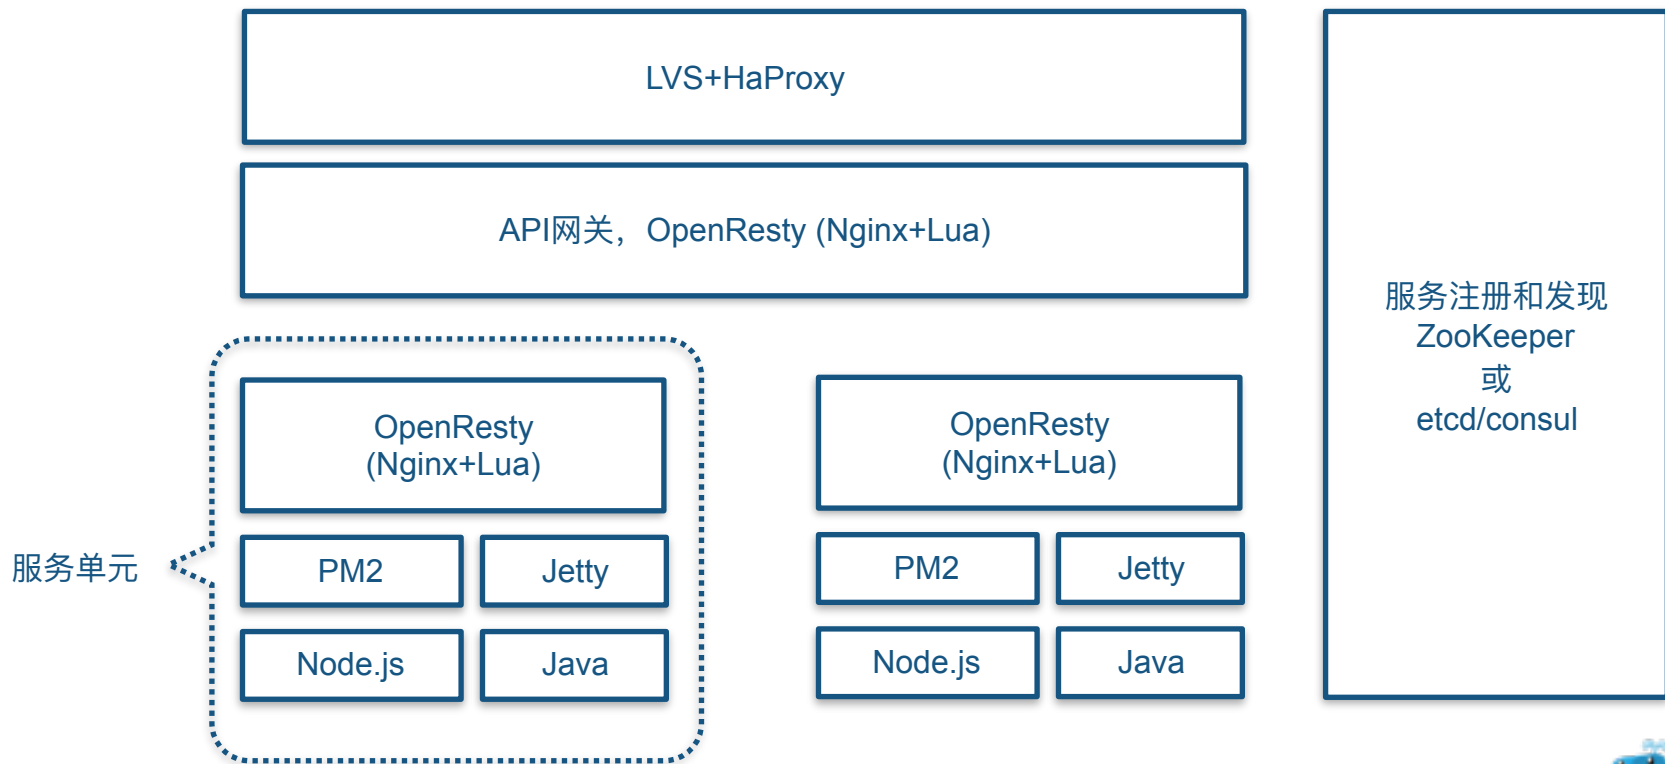 LVS+HaProxy
API网关，OpenResty (Nginx+Lua)
服务注册和发现
ZooKeeper
或
etcd/consul
服务单元
OpenResty
(Nginx+Lua)
PM2
Jetty
Node.js
Java
OpenResty
(Nginx+Lua)
PM2
Jetty
Node.js
Java